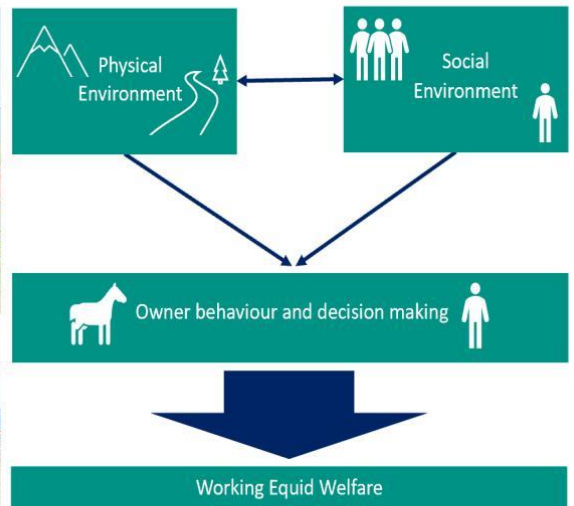 Physical
Environment
Social
Environment
Owner behaviour and decision making
Working Equid Welfare